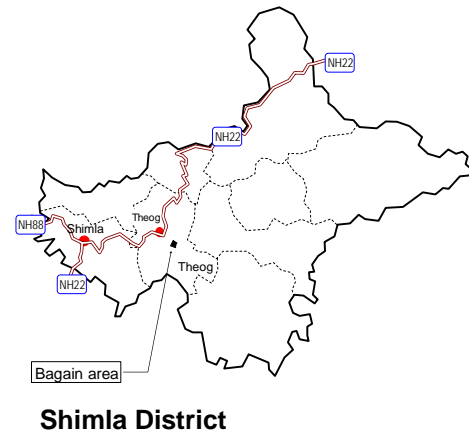 NH22
NH22
Theog
NH88
Shimla
Theog
NH22
Bagain area
Shimla District